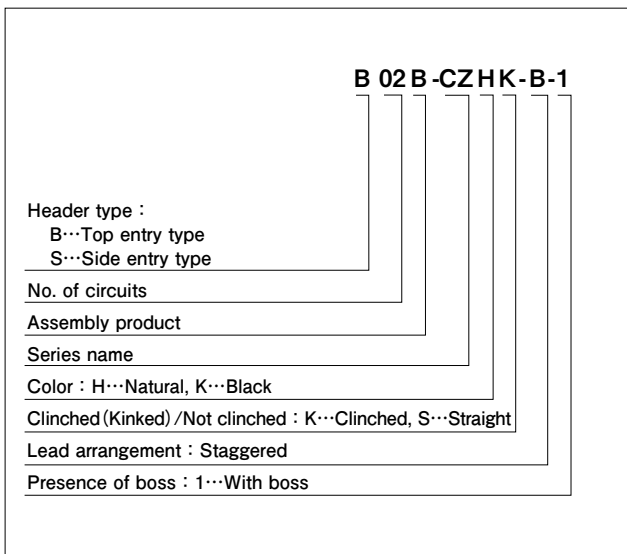 B 02 B -CZ H K - B - 1
Header type：
B…Top entry type
S…Side entry type
No. of circuits
Assembly product
Series name
Color：H…Natural, K…Black
Clinched(Kinked)/Not clinched：K…Clinched, S…Straight
Lead arrangement：Staggered
Presence of boss：1…With boss